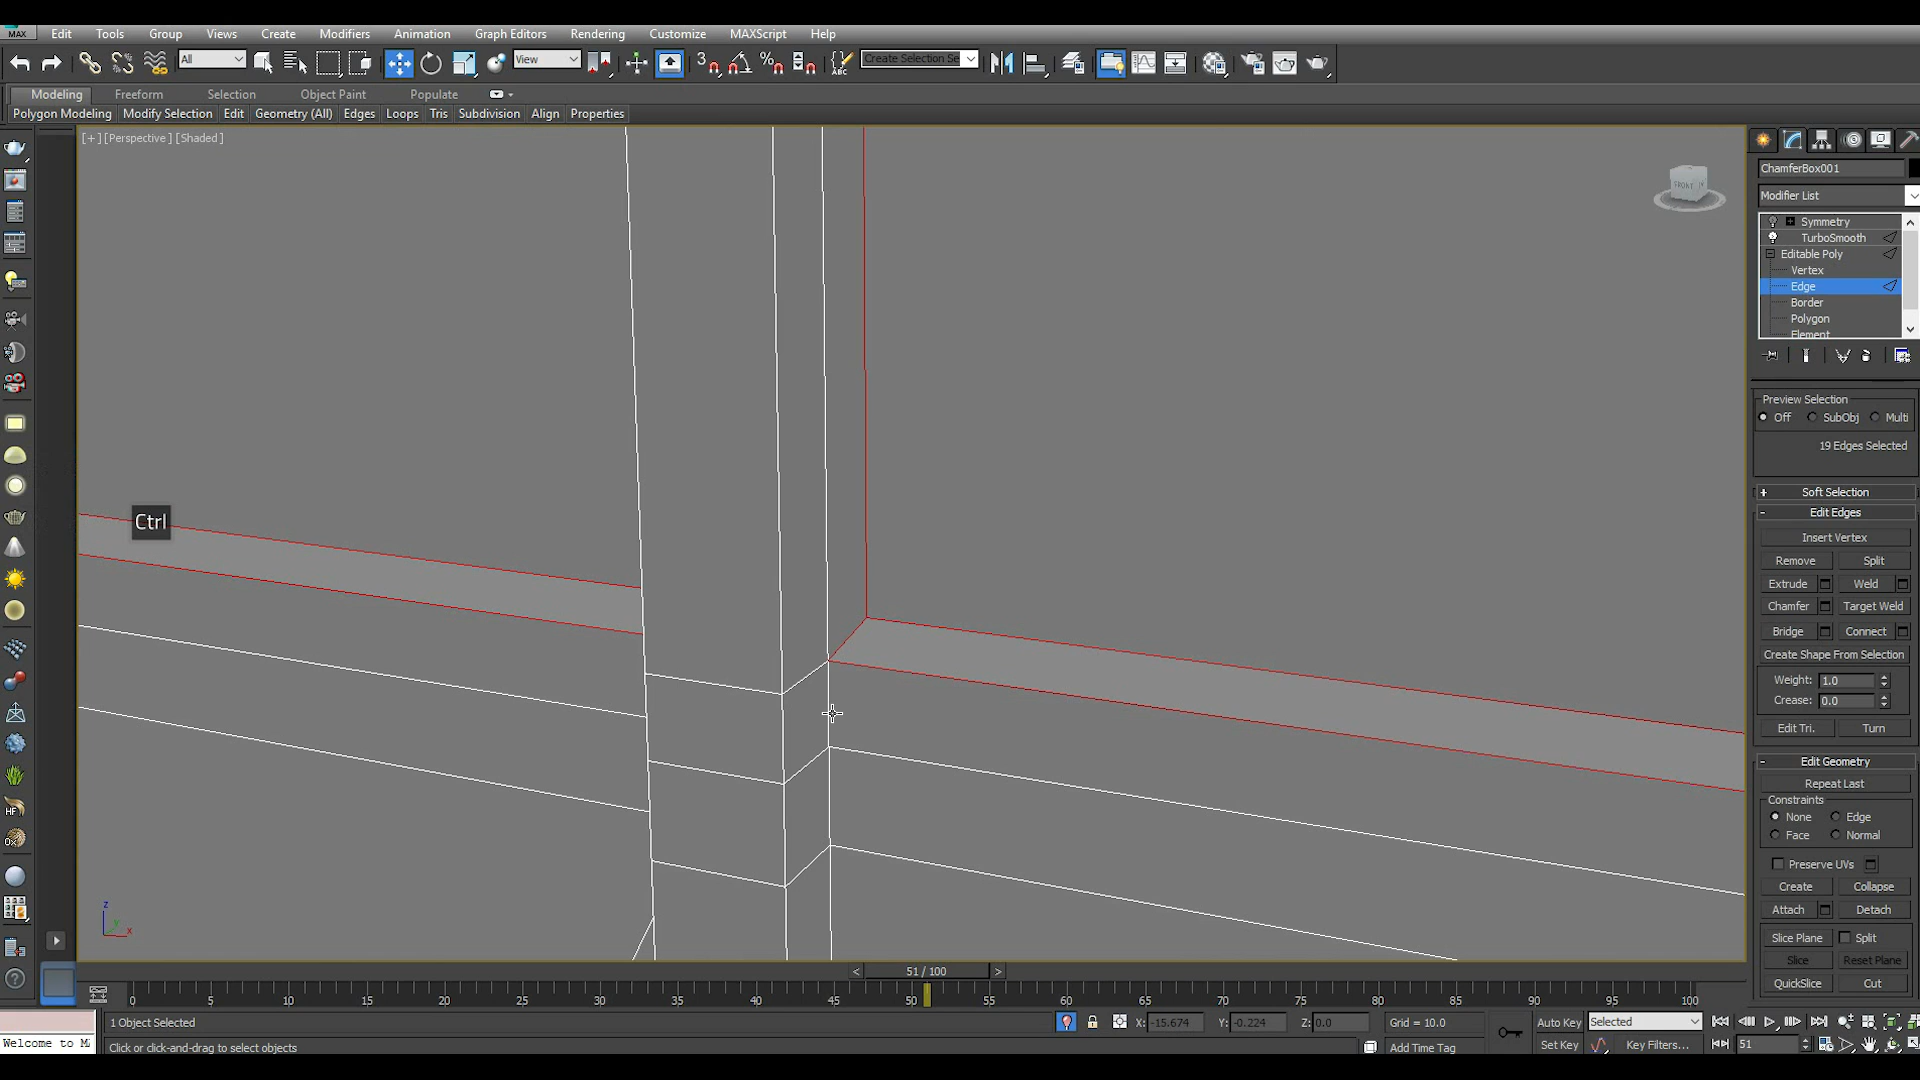 MAX Edit Tools Group Views Create Modifiers Animation Graph Editors Rendering Customize MAXScript Help
All View Create Selection Se
Modeling Freeform Selection Object Paint Populate
Polygon Modeling Modify Selection Edit Geometry (All) Edges Loops Tris Subdivision Align Properties
[+] [Perspective ] [Shaded ]
FRONT
ChamferBox001
Modifier List
Symmetry
TurboSmooth
Editable Poly
Vertex
Edge
Border
Polygon
Element
Preview Selection
Off SubObj Multi
19 Edges Selected
+ Soft Selection
- Edit Edges
Insert Vertex
Remove Split
Extrude Weld
Chamfer Target Weld
Bridge Connect
Create Shape From Selection
Weight: 1.0
Crease: 0.0
Edit Tri. Turn
- Edit Geometry
Repeat Last
Constraints
None Edge
Face Normal
Preserve UVs
Create Collapse
Attach Detach
Slice Plane Split
Slice Reset Plane
QuickSlice Cut
Ctrl
z
y
x
< 51 / 100 >
0 5 10 15 20 25 30 35 40 45 50 55 60 65 70 75 80 85 90 95 100
1 Object Selected X: -15.674 Y: -0.224 Z: 0.0 Grid = 10.0 Auto Key Selected
Welcome to MA Click or click-and-drag to select objects Add Time Tag Set Key Key Filters... 51